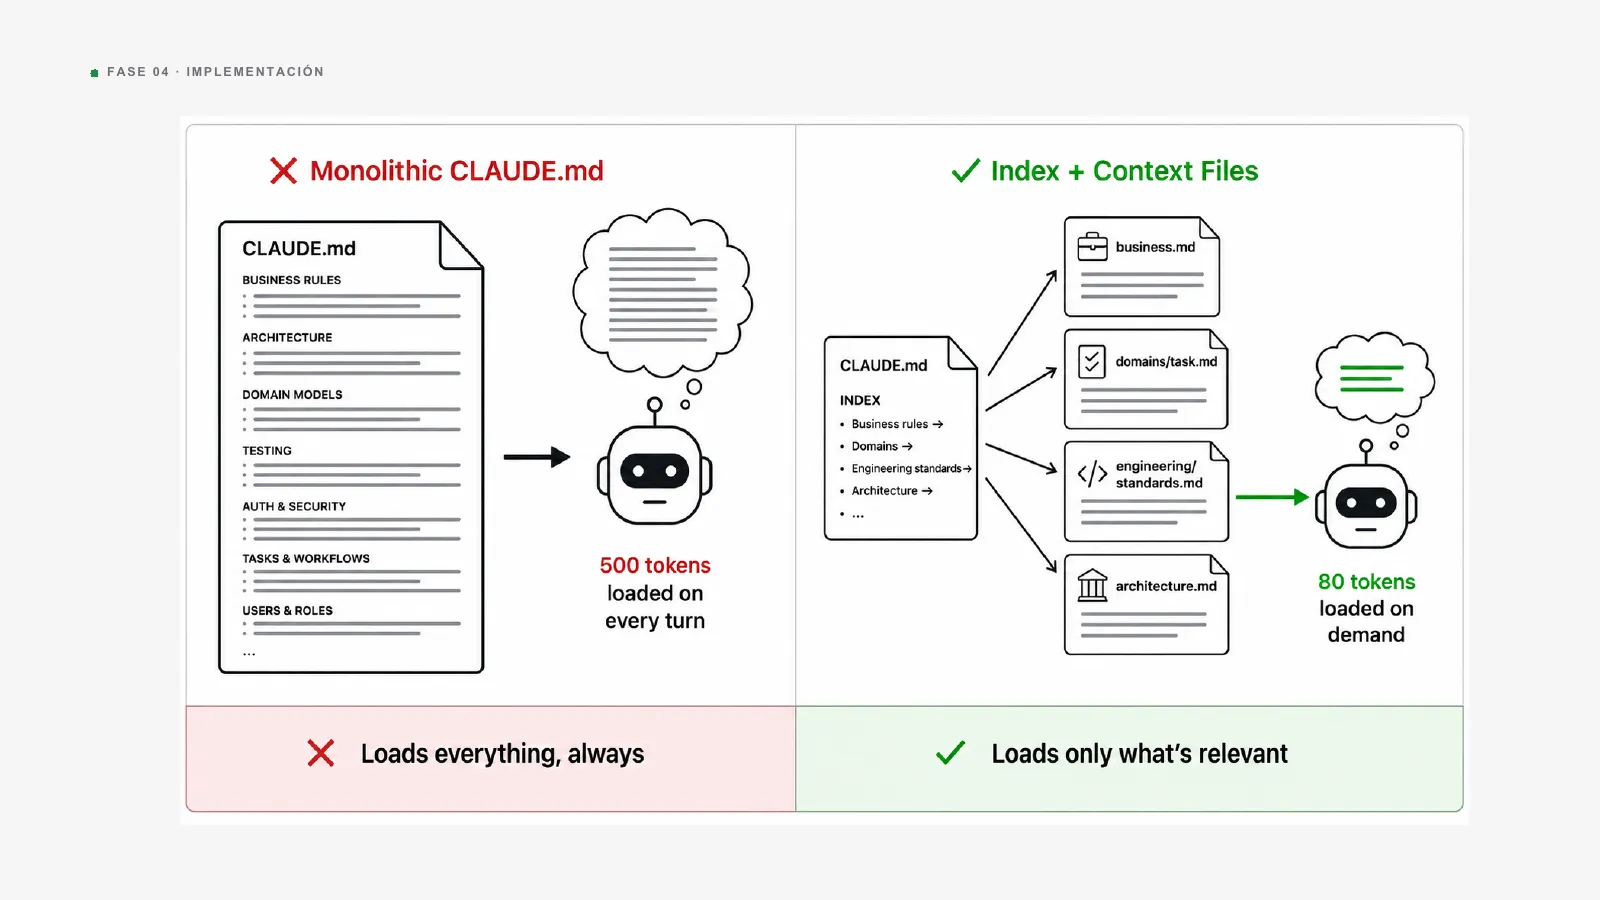 FASE 04 · IMPLEMENTACIÓN
Monolithic CLAUDE.md
CLAUDE.md
BUSINESS RULES
ARCHITECTURE
DOMAIN MODELS
TESTING
AUTH & SECURITY
TASKS & WORKFLOWS
USERS & ROLES
...
500 tokens
loaded on
every turn
Loads everything, always
Index + Context Files
CLAUDE.md
INDEX
• Business rules →
• Domains →
• Engineering standards→
• Architecture →
• ...
business.md
domains/task.md
engineering/
standards.md
architecture.md
80 tokens
loaded on
demand
Loads only what's relevant